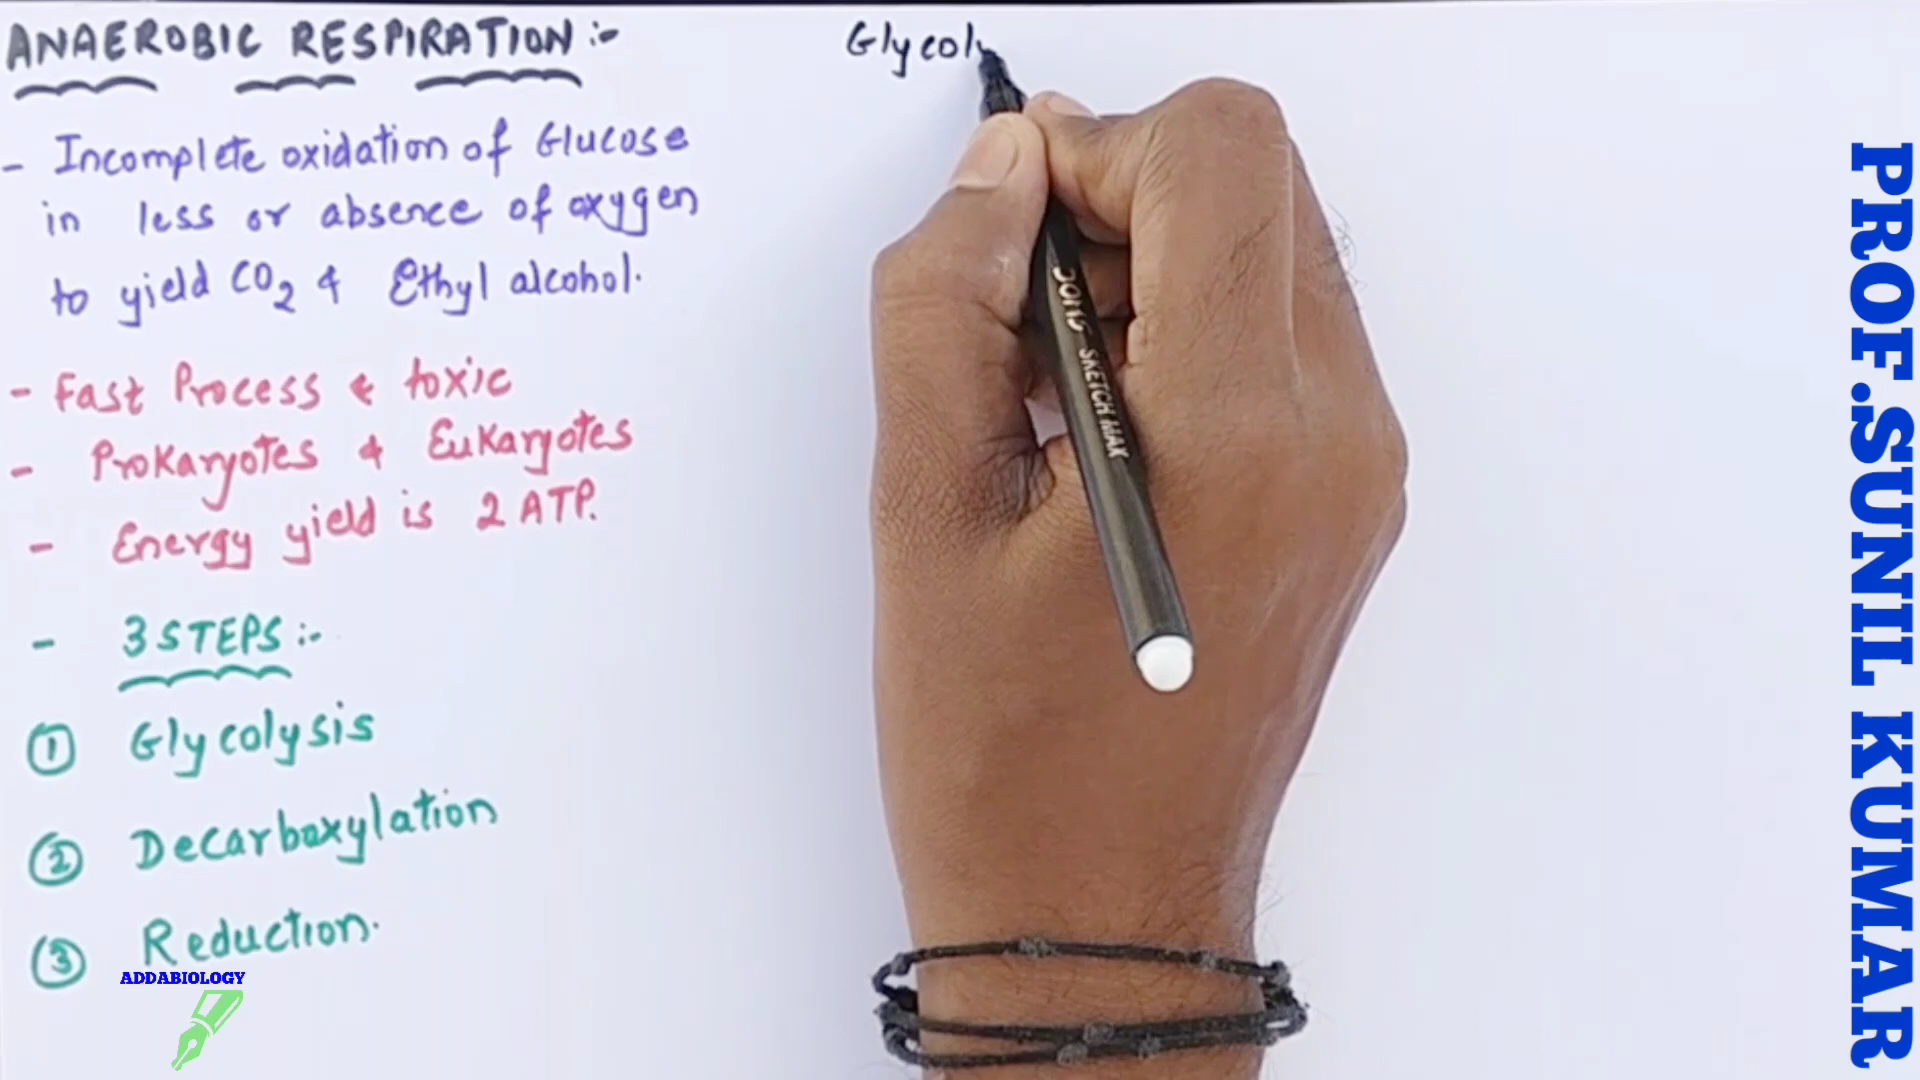 ANAEROBIC RESPIRATION :-
- Incomplete oxidation of Glucose
in less or absence of oxygen
to yield CO₂ & Ethyl alcohol.
- Fast Process & toxic
- Prokaryotes & Eukaryotes
- Energy yield is 2 ATP.
- 3 STEPS :-
① Glycolysis
② Decarboxylation
③ Reduction.
ADDABIOLOGY
Glycoly
DOMS SKETCH MAX
PROF.SUNIL KUMAR